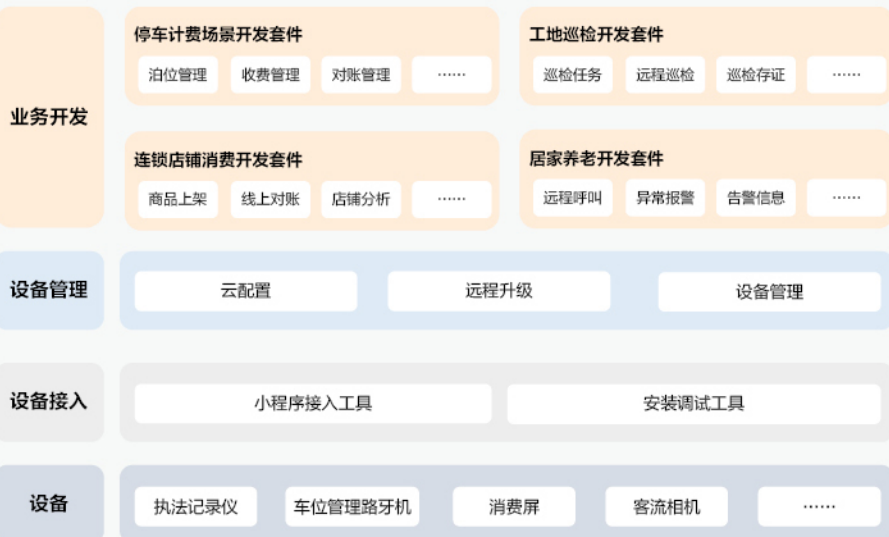 业务开发
停车计费场景开发套件
泊位管理 收费管理 对账管理 ……
工地巡检开发套件
巡检任务 远程巡检 巡检存证 ……
连锁店铺消费开发套件
商品上架 线上对账 店铺分析 ……
居家养老开发套件
远程呼叫 异常报警 告警信息 ……
设备管理
云配置 远程升级 设备管理
设备接入
小程序接入工具 安装调试工具
设备
执法记录仪 车位管理路牙机 消费屏 客流相机 ……